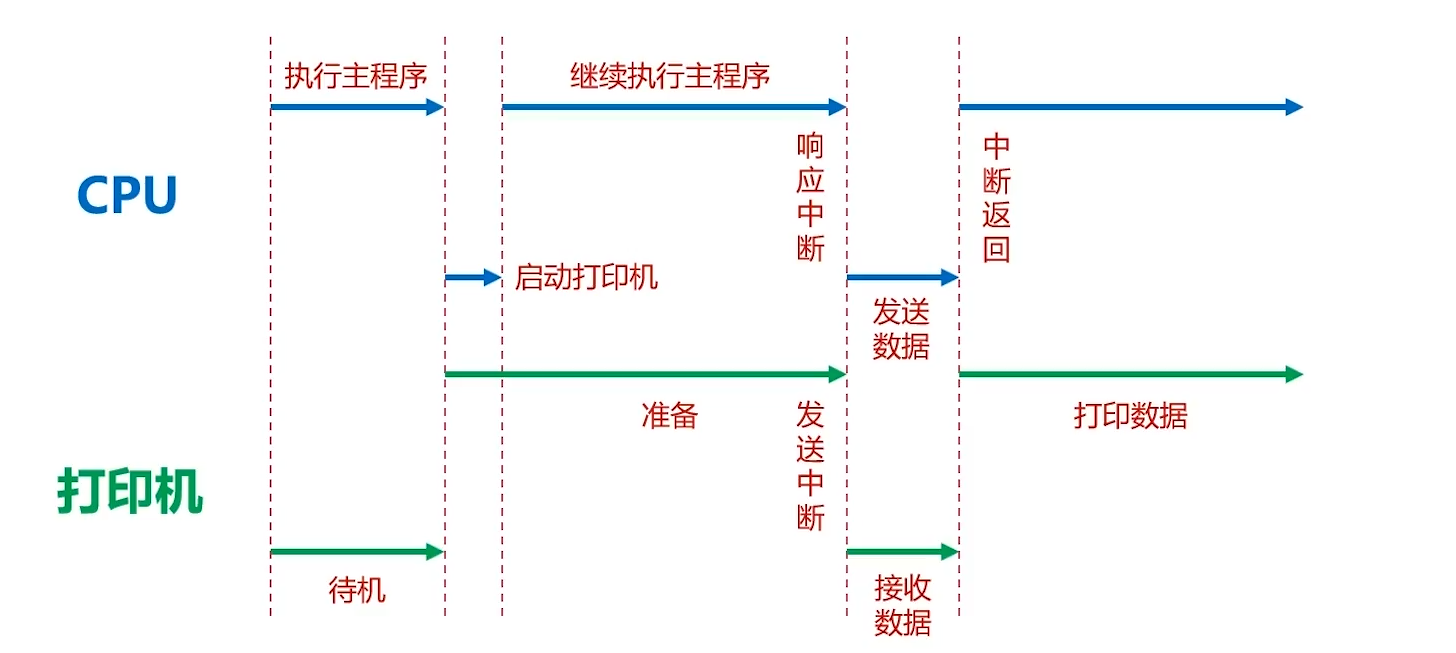 执行主程序
继续执行主程序
响应中断
中断返回
CPU
启动打印机
发送
数据
准备
发送中断
打印数据
打印机
待机
接收
数据